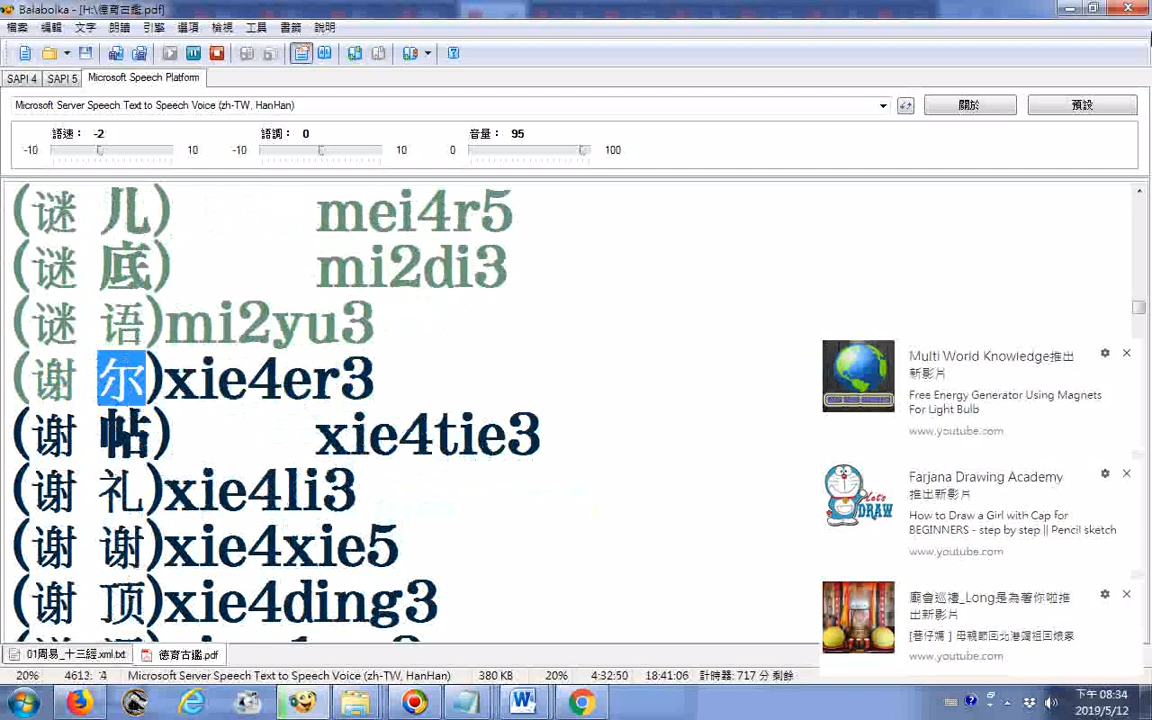 Balabolka - [H:\德育古鑑.pdf]
檔案 編輯 文字 朗讀 引擎 選項 檢視 工具 書籤 說明
SAPI 4 SAPI 5 Microsoft Speech Platform
Microsoft Server Speech Text to Speech Voice (zh-TW, HanHan) 關於 預設
語速： -2 語調： 0 音量： 95
-10 10 -10 10 0 100
(谜 儿) mei4r5
(谜 底) mi2di3
(谜 语)mi2yu3
(谢 尔)xie4er3
(谢 帖) xie4tie3
(谢 礼)xie4li3
(谢 谢)xie4xie5
(谢 顶)xie4ding3
Multi World Knowledge推出
新影片
Free Energy Generator Using Magnets
For Light Bulb
www.youtube.com
Farjana Drawing Academy
推出新影片
How to Draw a Girl with Cap for
BEGINNERS - step by step || Pencil sketch
www.youtube.com
廟會巡禮_Long是為著你啦推
出新影片
www.youtube.com
01周易_十三經.xml.txt 德育古鑑.pdf
20% 4612: Microsoft Server Speech Text to Speech Voice (zh-TW, HanHan) 380 KB 20% 4:32:50 18:41:06 計時器: 717 分 剩餘
下午 08:34
2019/5/12